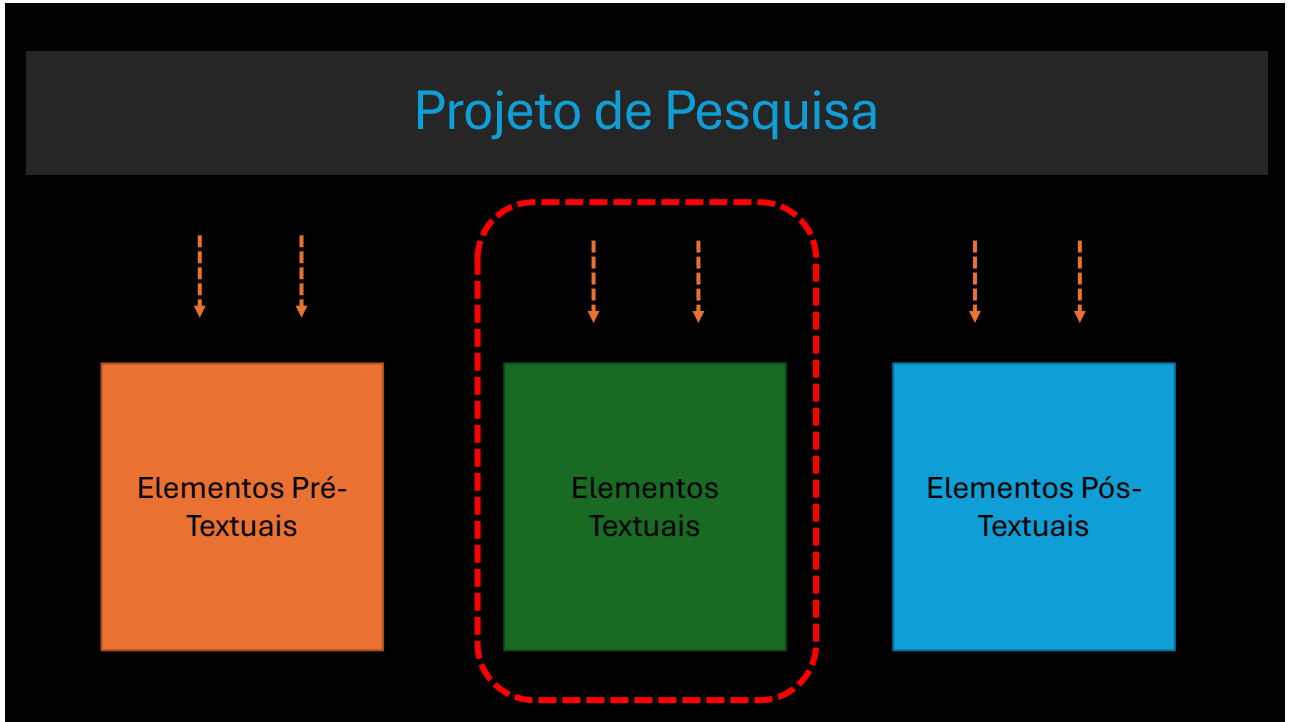 Projeto de Pesquisa
Elementos Pré-
Textuais
Elementos
Textuais
Elementos Pós-
Textuais